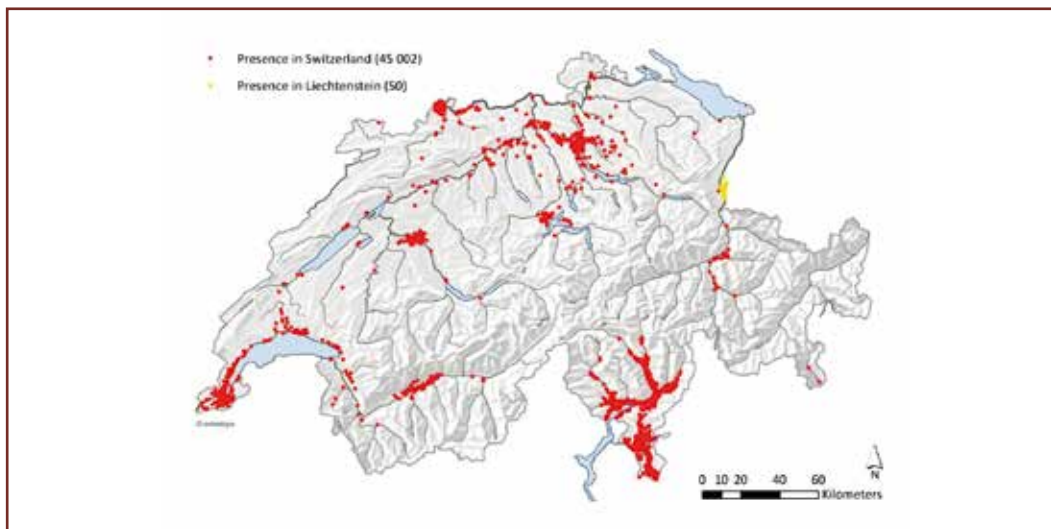 Presence in Switzerland (45 002)
Presence in Liechtenstein (50)
N
0 10 20 40 60
Kilometers